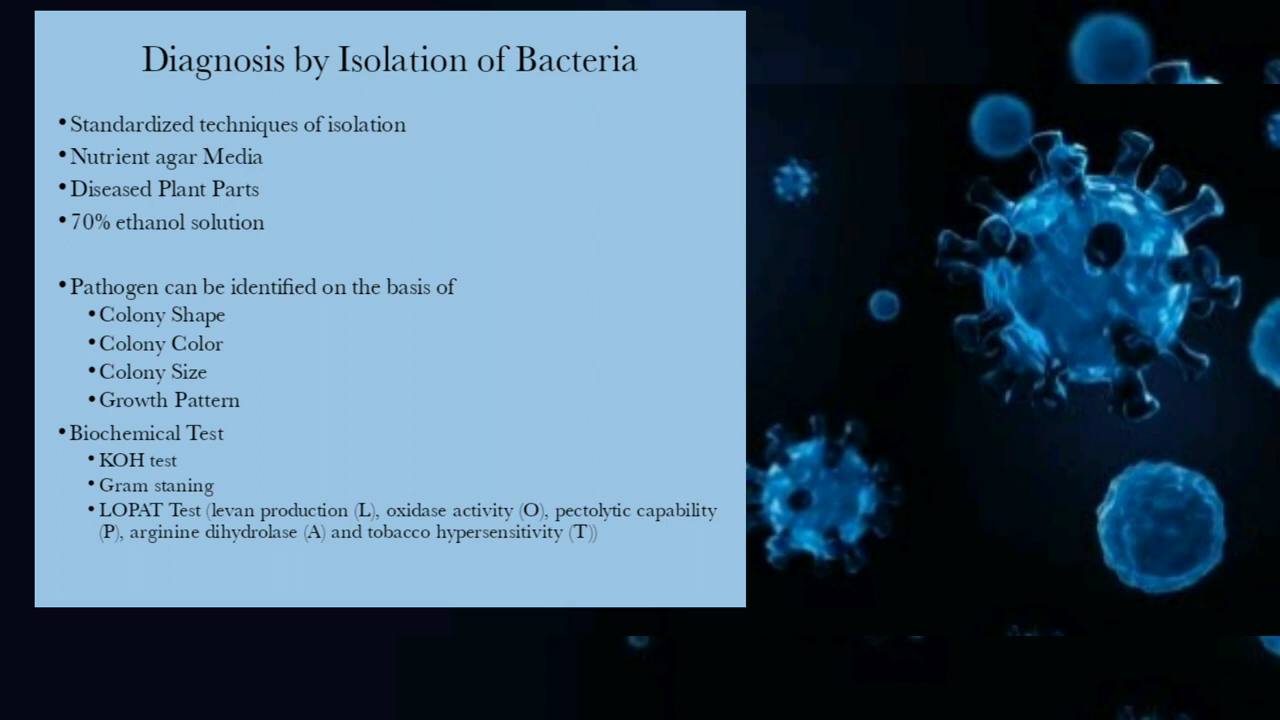 Diagnosis by Isolation of Bacteria
•Standardized techniques of isolation
•Nutrient agar Media
•Diseased Plant Parts
•70% ethanol solution
•Pathogen can be identified on the basis of
•Colony Shape
•Colony Color
•Colony Size
•Growth Pattern
•Biochemical Test
•KOH test
•Gram staning
•LOPAT Test (levan production (L), oxidase activity (O), pectolytic capability
(P), arginine dihydrolase (A) and tobacco hypersensitivity (T))